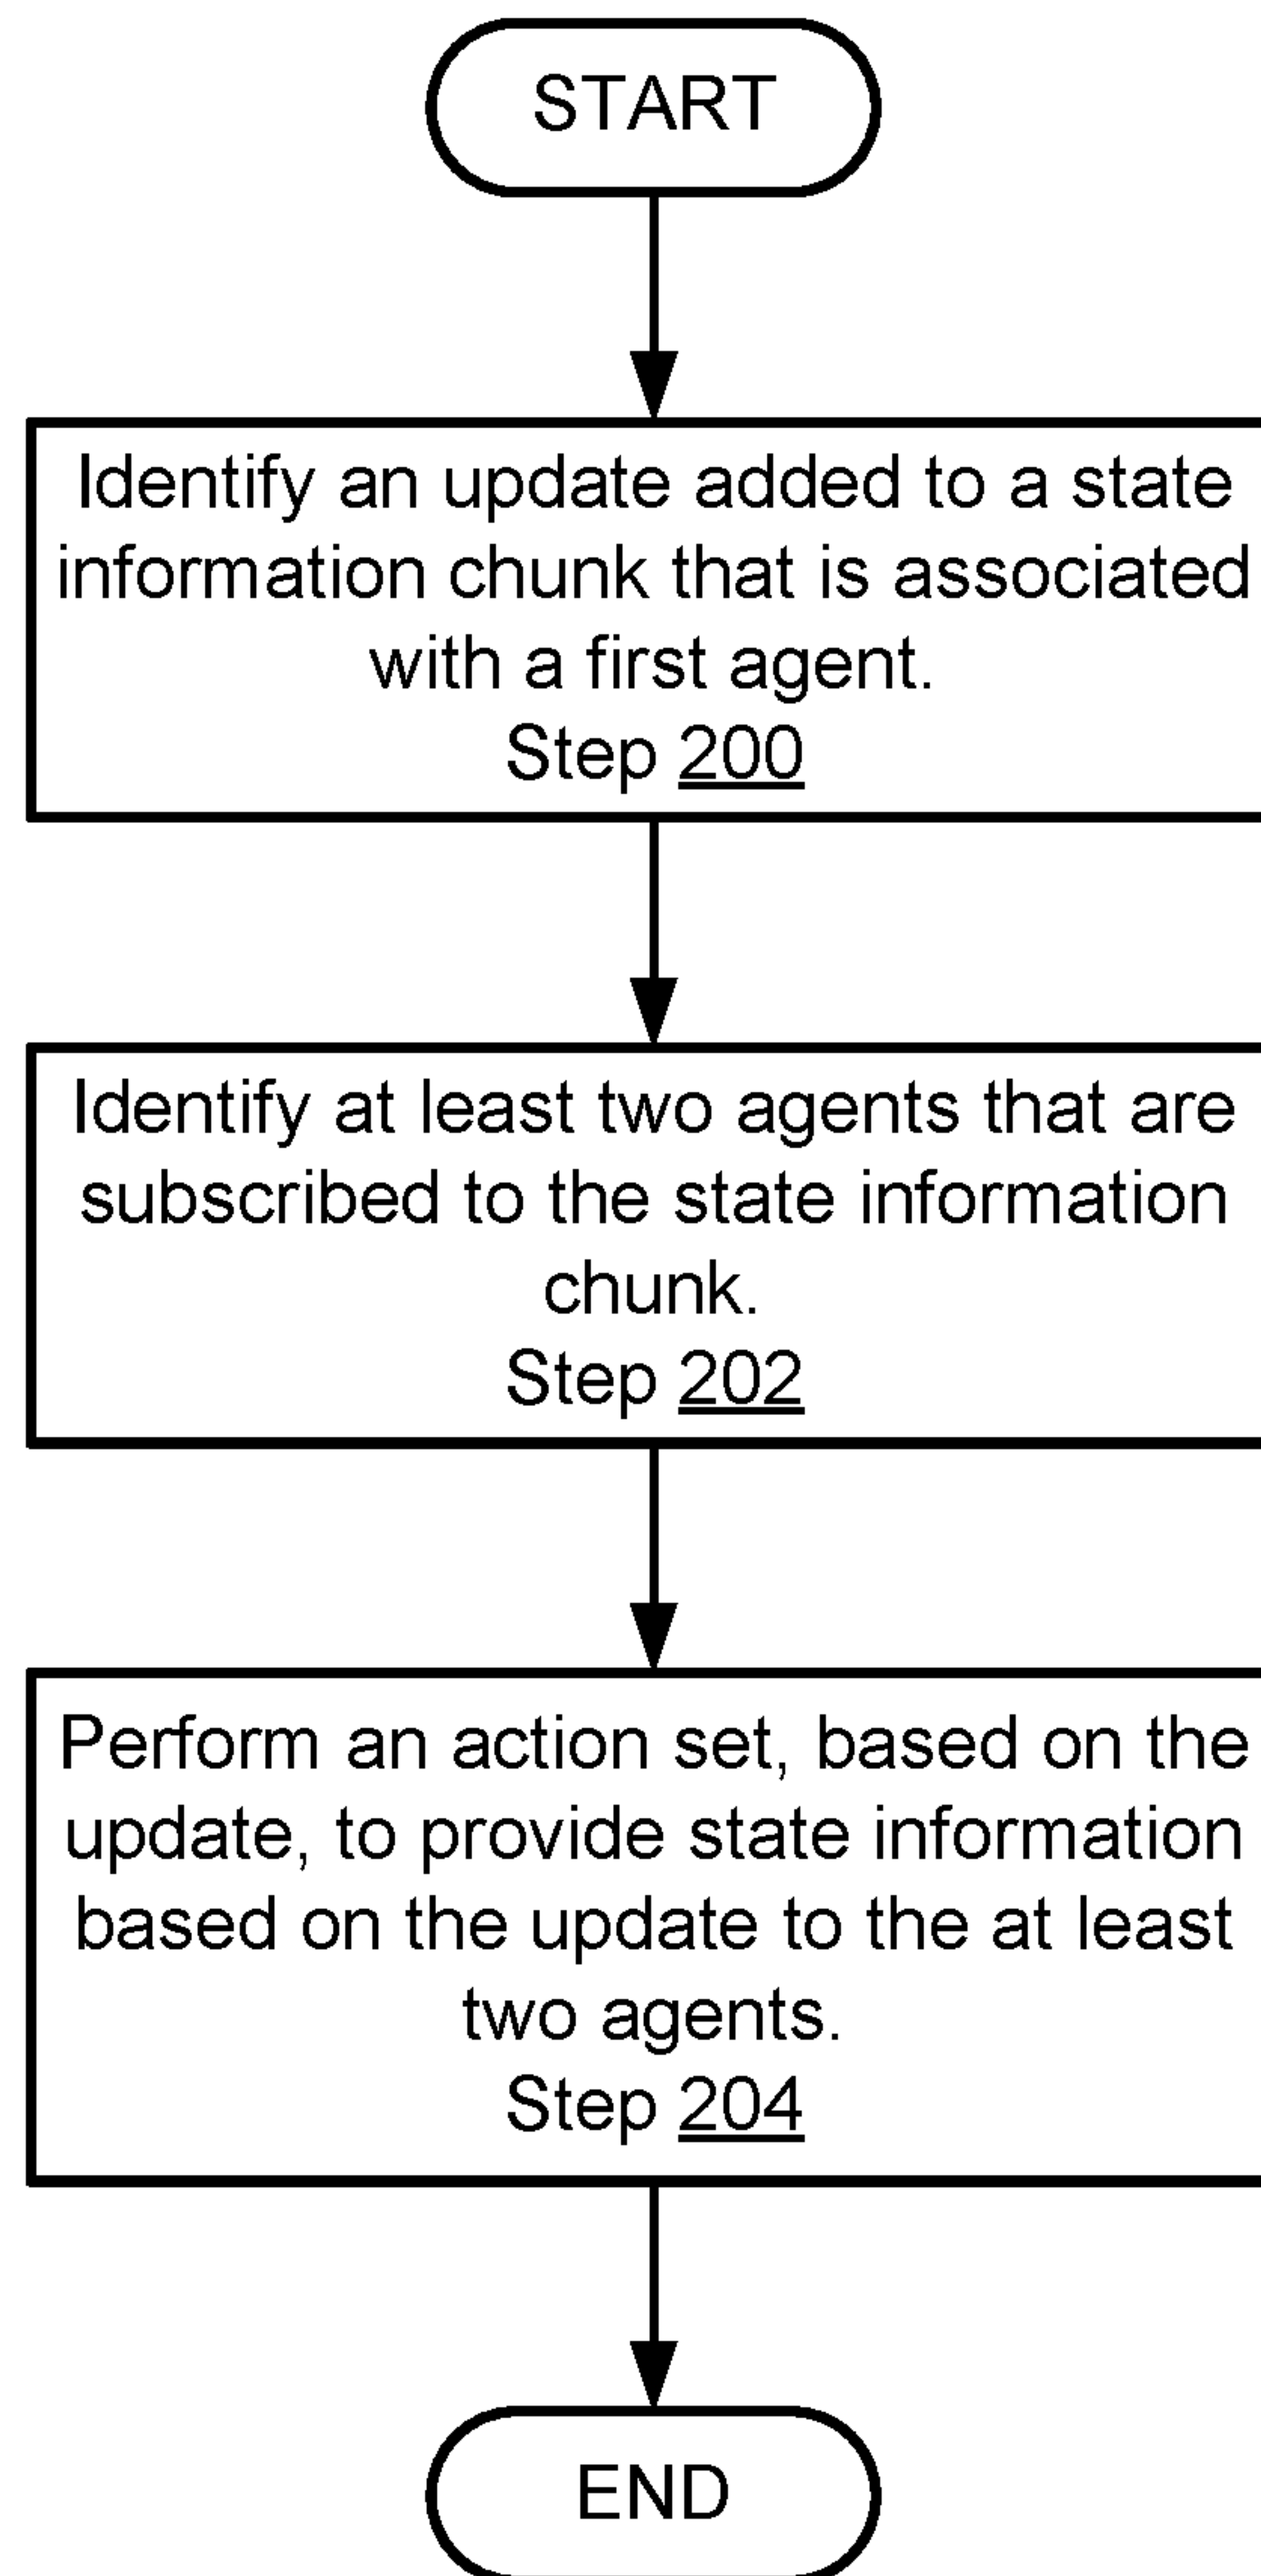 START
Identify an update added to a state
information chunk that is associated
with a first agent.
Step 200
Identify at least two agents that are
subscribed to the state information
chunk.
Step 202
Perform an action set, based on the
update, to provide state information
based on the update to the at least
two agents.
Step 204
END